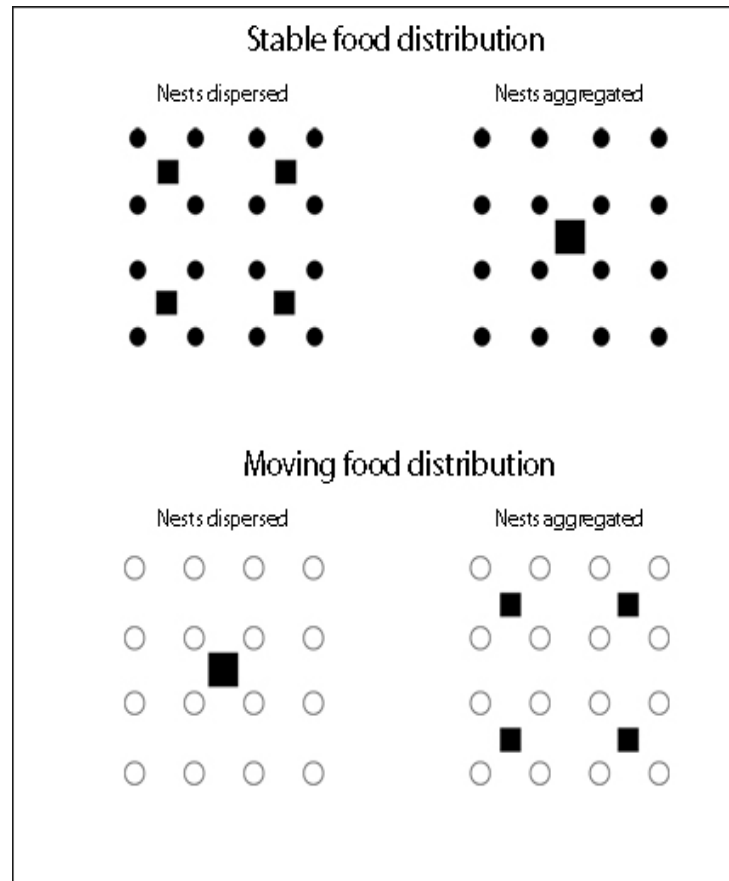 Stable food distribution
Nests dispersed
Nests aggregated
Moving food distribution
Nests dispersed
Nests aggregated